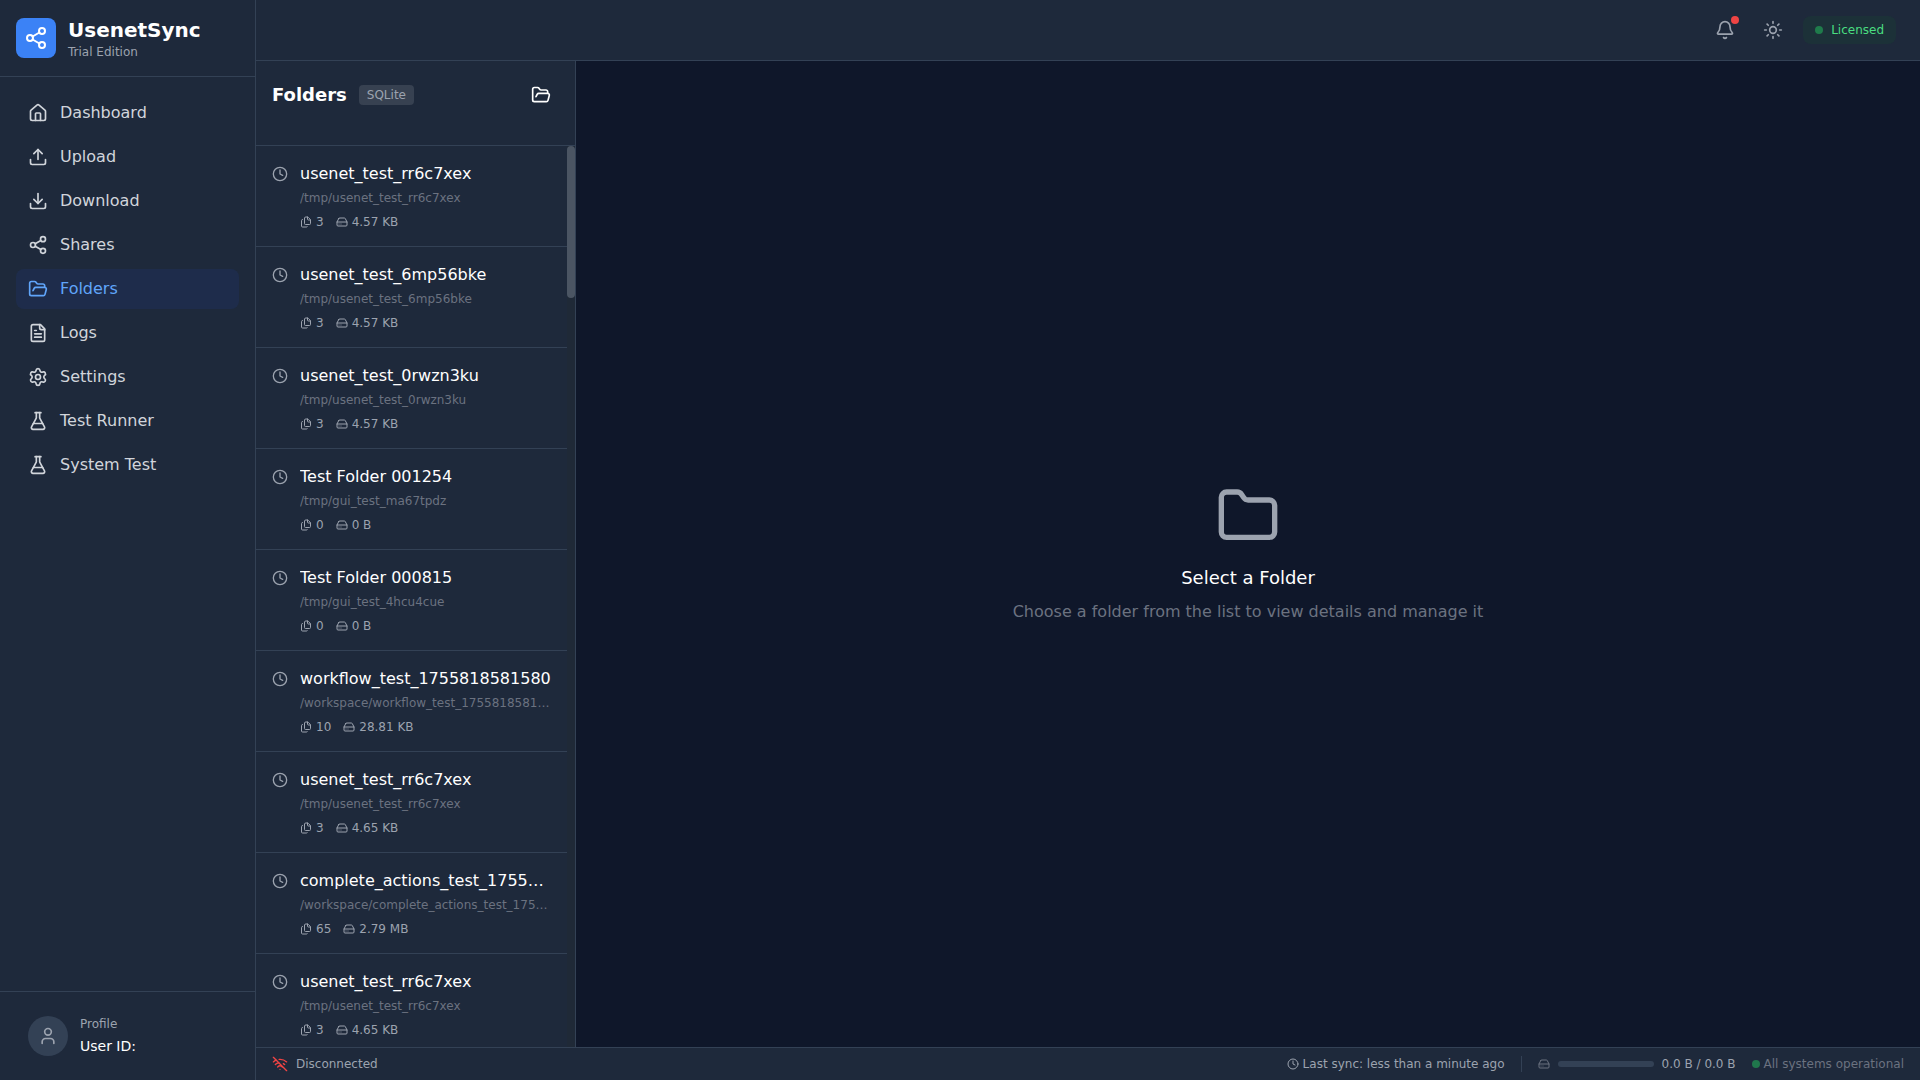 UsenetSync
Trial Edition
Dashboard
Upload
Download
Shares
Folders
Logs
Settings
Test Runner
System Test
Profile
User ID:
Licensed
Folders SQLite
usenet_test_rr6c7xex
/tmp/usenet_test_rr6c7xex
3 4.57 KB
usenet_test_6mp56bke
/tmp/usenet_test_6mp56bke
3 4.57 KB
usenet_test_0rwzn3ku
/tmp/usenet_test_0rwzn3ku
3 4.57 KB
Test Folder 001254
/tmp/gui_test_ma67tpdz
0 0 B
Test Folder 000815
/tmp/gui_test_4hcu4cue
0 0 B
workflow_test_1755818581580
/workspace/workflow_test_1755818581...
10 28.81 KB
usenet_test_rr6c7xex
/tmp/usenet_test_rr6c7xex
3 4.65 KB
complete_actions_test_1755...
/workspace/complete_actions_test_175...
65 2.79 MB
usenet_test_rr6c7xex
/tmp/usenet_test_rr6c7xex
3 4.65 KB
Select a Folder
Choose a folder from the list to view details and manage it
Disconnected
Last sync: less than a minute ago
0.0 B / 0.0 B
All systems operational